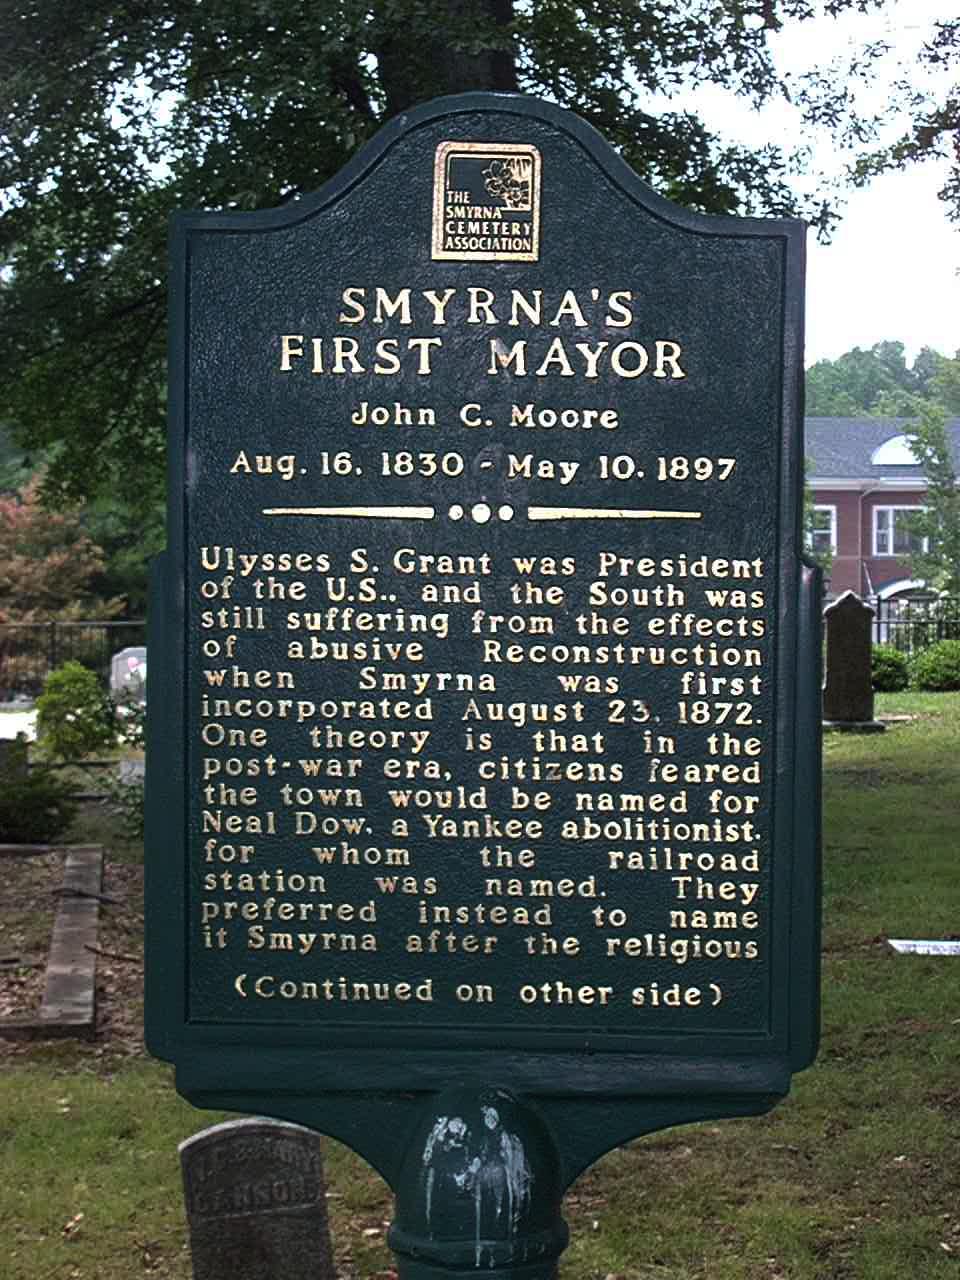 THE
SMYRNA
CEMETERY
ASSOCIATION
SMYRNA'S
FIRST MAYOR
John C. Moore
Aug. 16, 1830 - May 10, 1897
Ulysses S. Grant was President
of the U.S., and the South was
still suffering from the effects
of abusive Reconstruction
when Smyrna was first
incorporated August 23, 1872.
One theory is that in the
post-war era, citizens feared
the town would be named for
Neal Dow, a Yankee abolitionist,
for whom the railroad
station was named. They
preferred instead to name
it Smyrna after the religious
(Continued on other side)